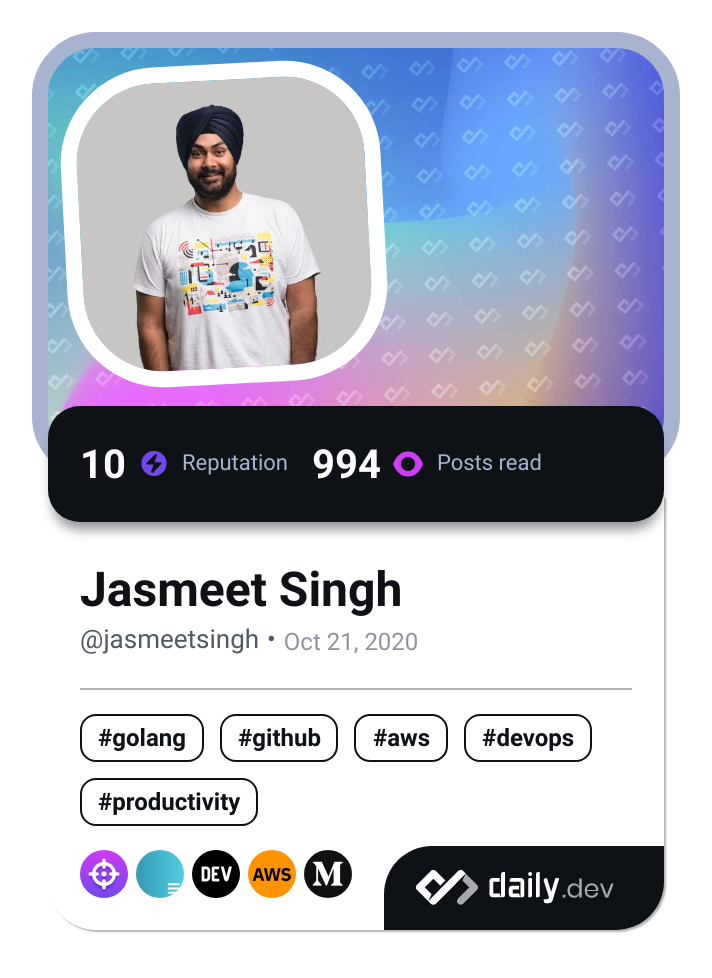 10 Reputation 994 Posts read
Jasmeet Singh
@jasmeetsingh • Oct 21, 2020
#golang #github #aws #devops
#productivity
DEV AWS M
daily.dev